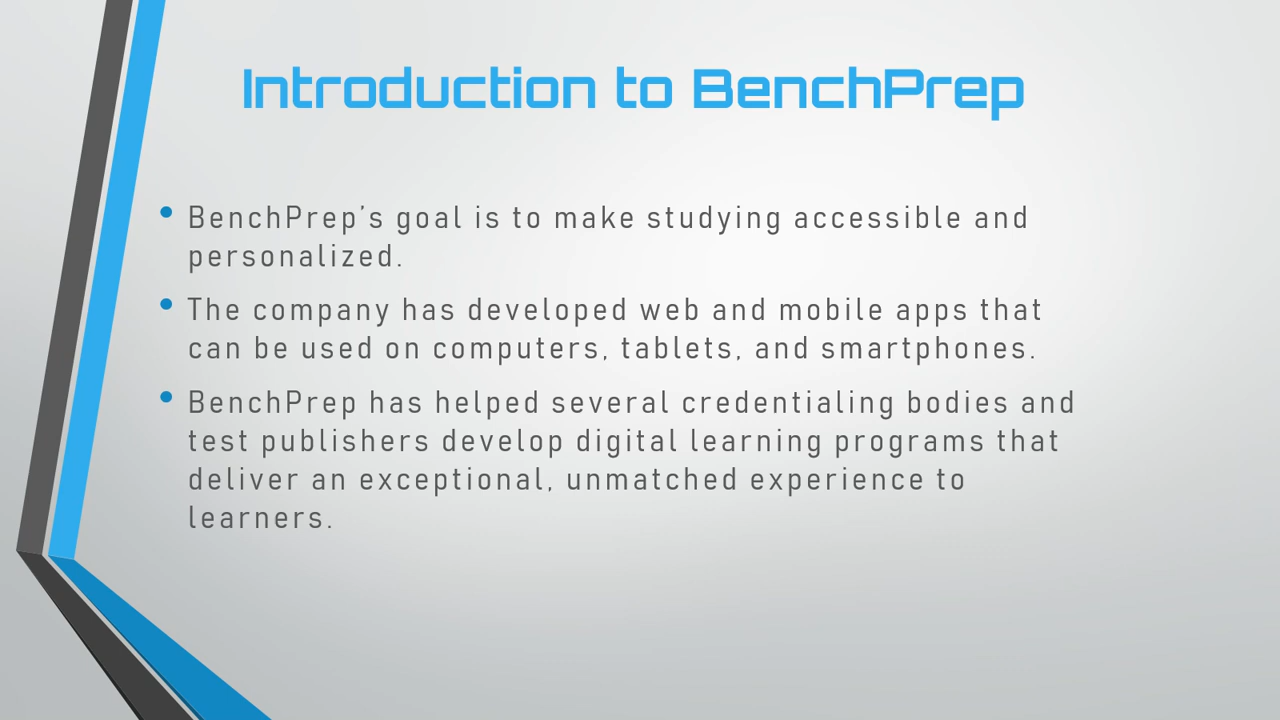 Introduction to BenchPrep
• BenchPrep’s goal is to make studying accessible and
personalized.
• The company has developed web and mobile apps that
can be used on computers, tablets, and smartphones.
• BenchPrep has helped several credentialing bodies and
test publishers develop digital learning programs that
deliver an exceptional, unmatched experience to
learners.